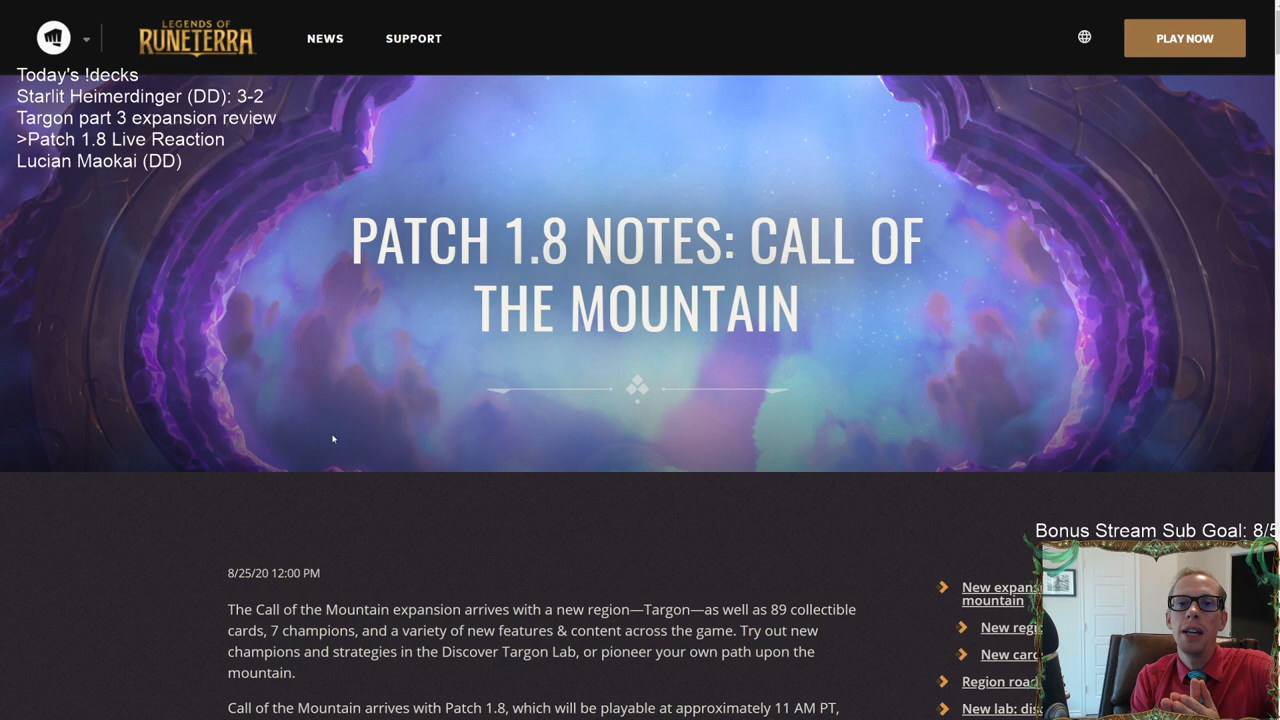 LEGENDS OF
RUNETERRA
NEWS
SUPPORT
PLAY NOW
Today's !decks
Starlit Heimerdinger (DD): 3-2
Targon part 3 expansion review
>Patch 1.8 Live Reaction
Lucian Maokai (DD)
PATCH 1.8 NOTES: CALL OF
THE MOUNTAIN
Bonus Stream Sub Goal: 8/5
8/25/20 12:00 PM
The Call of the Mountain expansion arrives with a new region—Targon—as well as 89 collectible
cards, 7 champions, and a variety of new features & content across the game. Try out new
champions and strategies in the Discover Targon Lab, or pioneer your own path upon the
mountain.
Call of the Mountain arrives with Patch 1.8, which will be playable at approximately 11 AM PT,
New expans
mountain
New reg
New card
Region road
New lab: dis